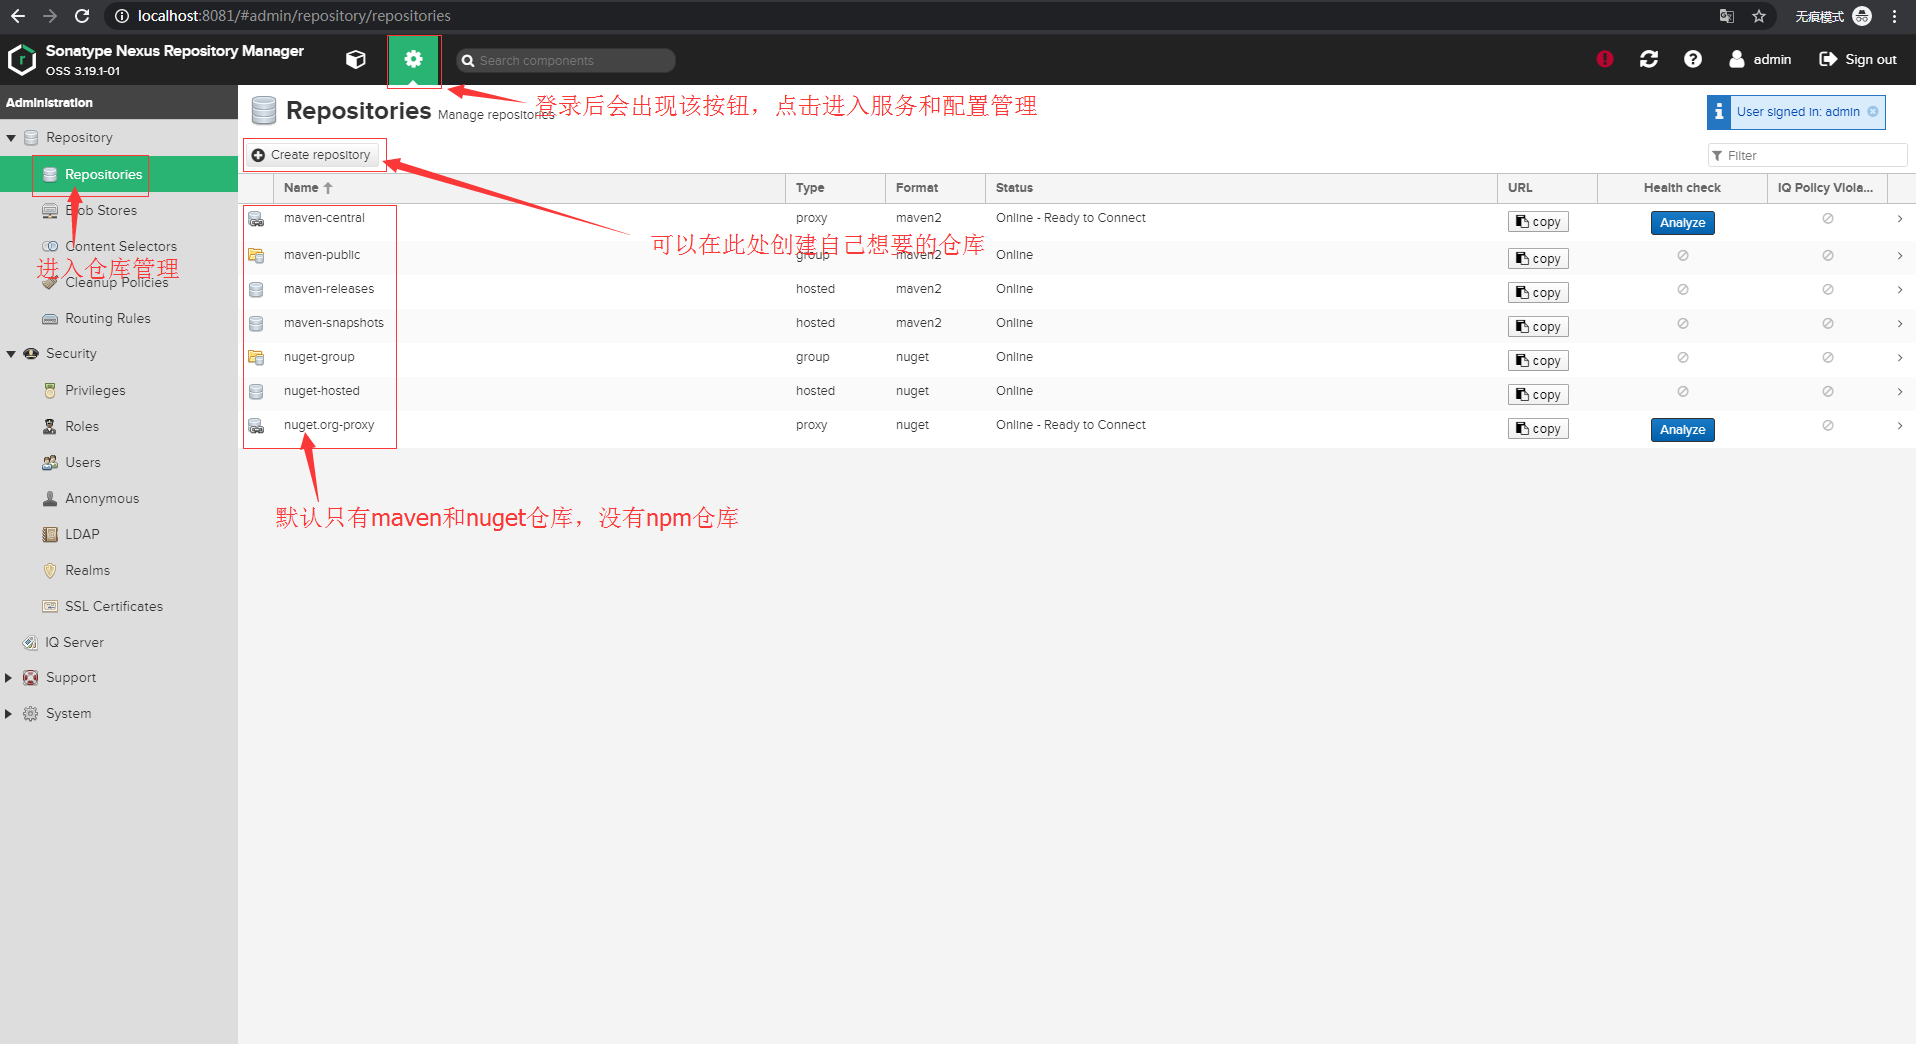 localhost:8081/#admin/repository/repositories
无痕模式
Sonatype Nexus Repository Manager
OSS 3.19.1-01
Search components
admin
Sign out
Administration
Repository
Repositories
Blob Stores
Content Selectors
进入仓库管理
Cleanup Policies
Routing Rules
Security
Privileges
Roles
Users
Anonymous
LDAP
Realms
SSL Certificates
IQ Server
Support
System
Repositories Manage repositories
登录后会出现该按钮，点击进入服务和配置管理
User signed in: admin
Create repository
Filter
Name Type Format Status URL Health check IQ Policy Viola...
maven-central proxy maven2 Online - Ready to Connect copy Analyze
可以在此处创建自己想要的仓库
maven-public group maven2 Online copy
maven-releases hosted maven2 Online copy
maven-snapshots hosted maven2 Online copy
nuget-group group nuget Online copy
nuget-hosted hosted nuget Online copy
nuget.org-proxy proxy nuget Online - Ready to Connect copy Analyze
默认只有maven和nuget仓库，没有npm仓库